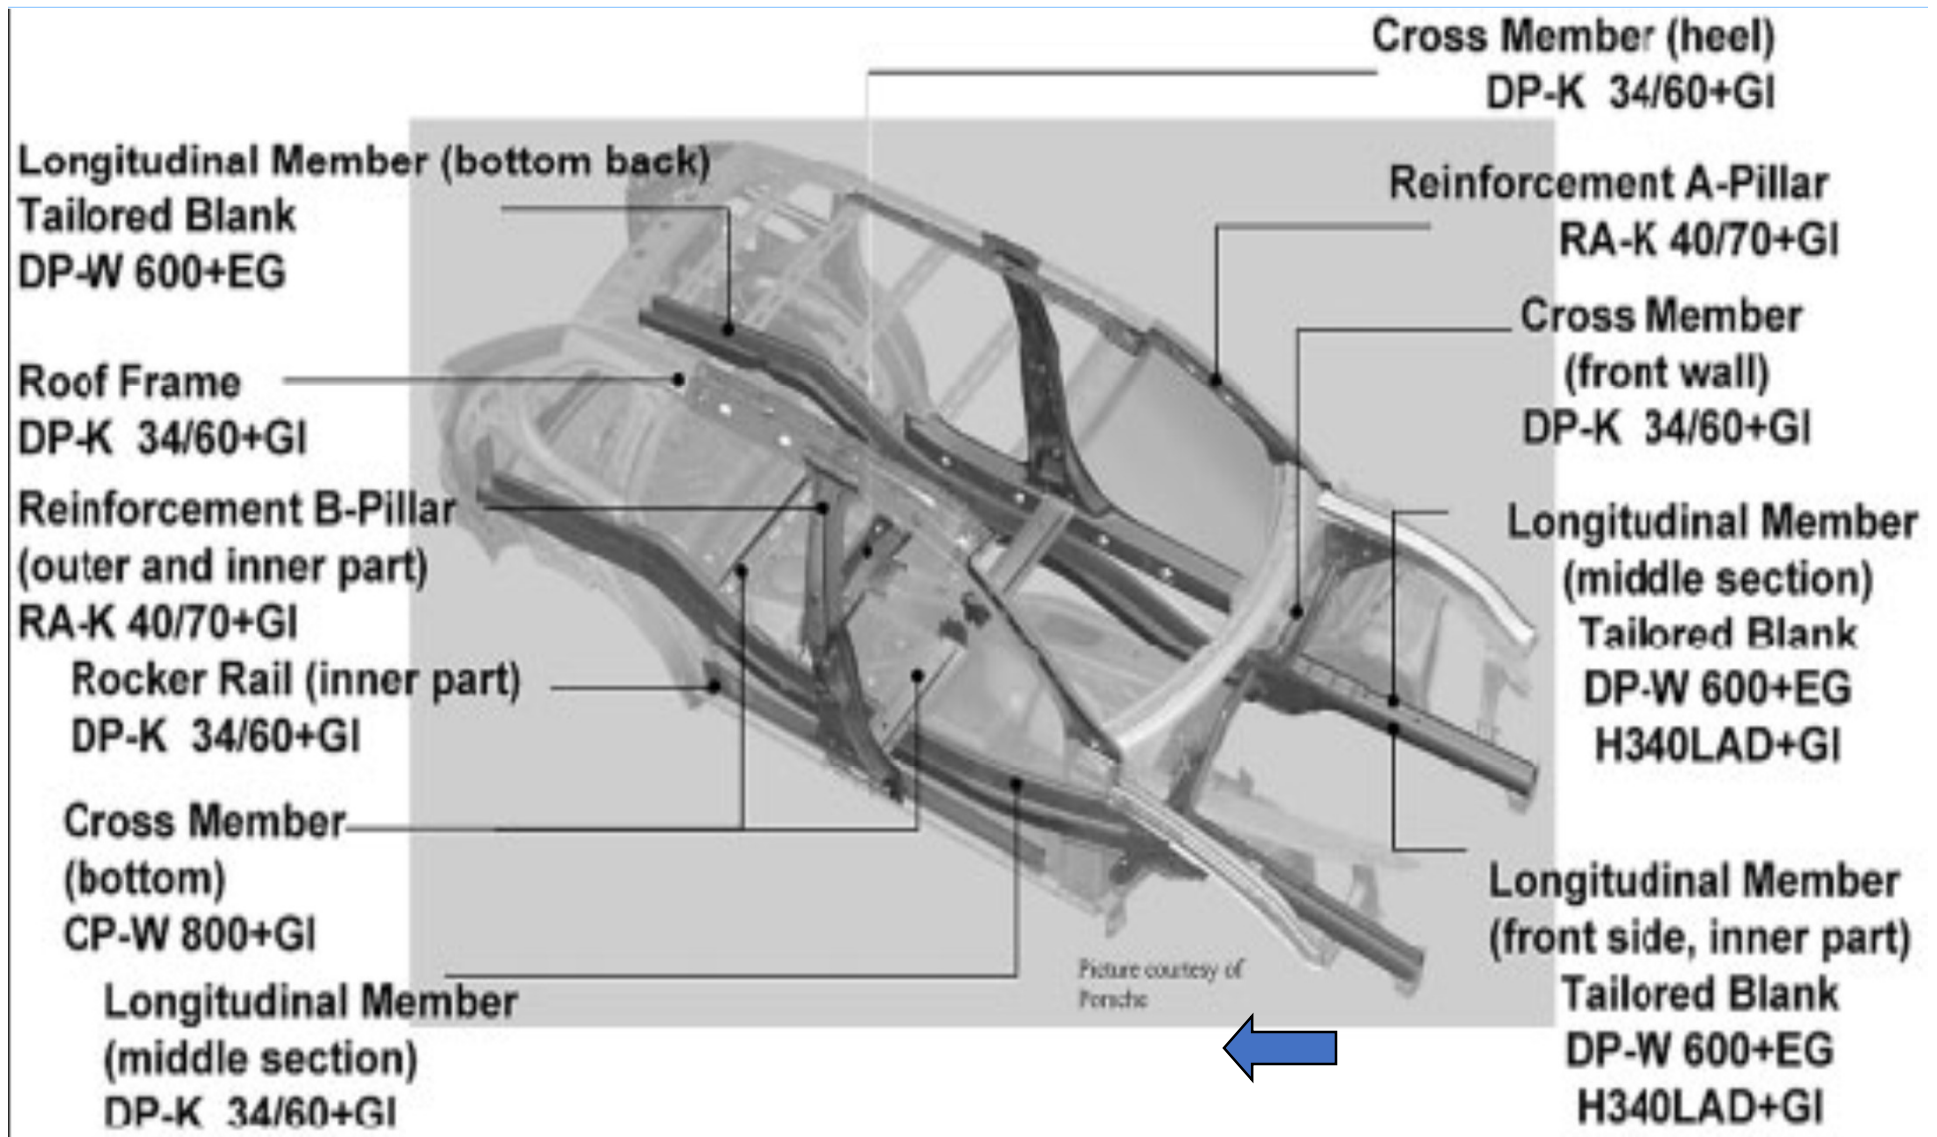 Cross Member (heel)
DP-K 34/60+GI
Longitudinal Member (bottom back)
Tailored Blank
DP-W 600+EG
Reinforcement A-Pillar
RA-K 40/70+GI
Cross Member
(front wall)
DP-K 34/60+GI
Roof Frame
DP-K 34/60+GI
Reinforcement B-Pillar
(outer and inner part)
RA-K 40/70+GI
Longitudinal Member
(middle section)
Tailored Blank
DP-W 600+EG
H340LAD+GI
Rocker Rail (inner part)
DP-K 34/60+GI
Cross Member
(bottom)
CP-W 800+GI
Longitudinal Member
(front side, inner part)
Tailored Blank
DP-W 600+EG
H340LAD+GI
Longitudinal Member
(middle section)
DP-K 34/60+GI
Picture courtesy of
Porsche